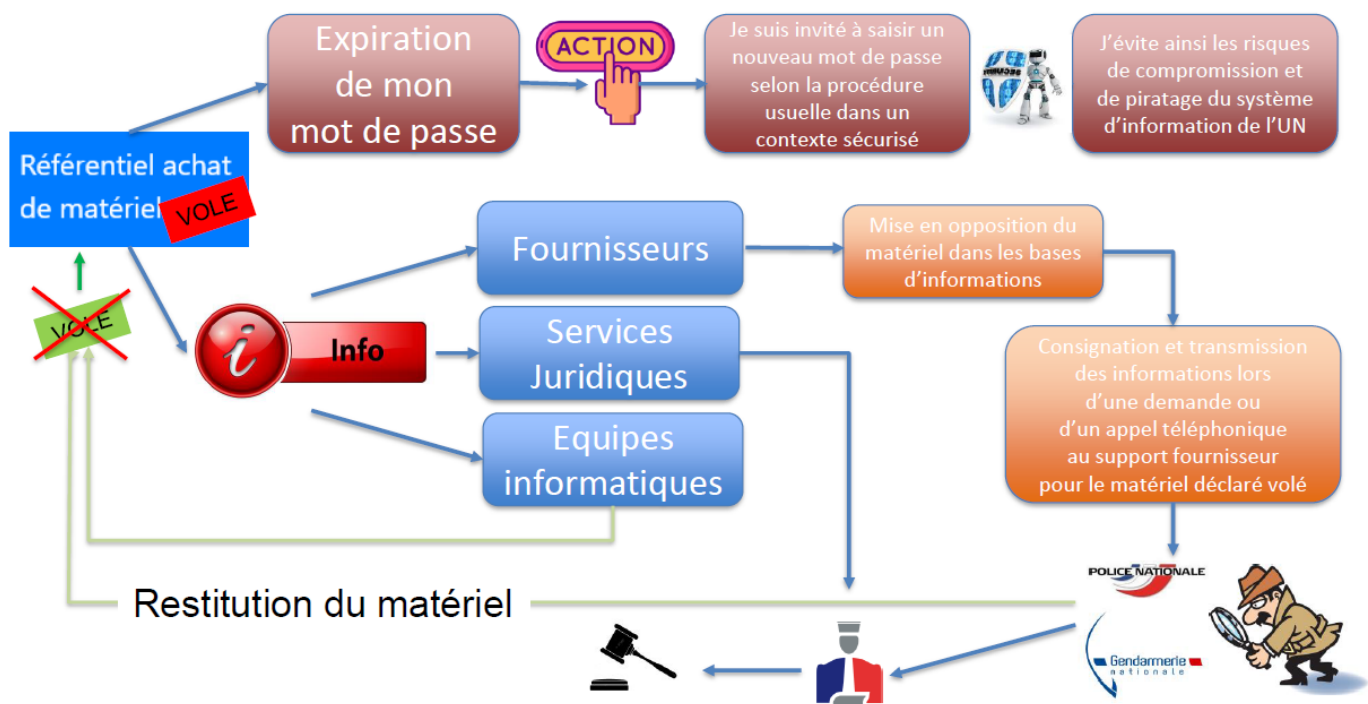 Expiration
de mon
mot de passe
ACTION
Je suis invité à saisir un
nouveau mot de passe
selon la procédure
usuelle dans un
contexte sécurisé
J'évite ainsi les risques
de compromission et
de piratage du système
d'information de l'UN
Référentiel achat
de matériel
VOLE
Fournisseurs
Mise en opposition du
matériel dans les bases
d'informations
VOLE
Info
Services
Juridiques
Consignation et transmission
des informations lors
d'une demande ou
d'un appel téléphonique
au support fournisseur
pour le matériel déclaré volé
Equipes
informatiques
POLICE NATIONALE
Restitution du matériel
Gendarmerie
nationale